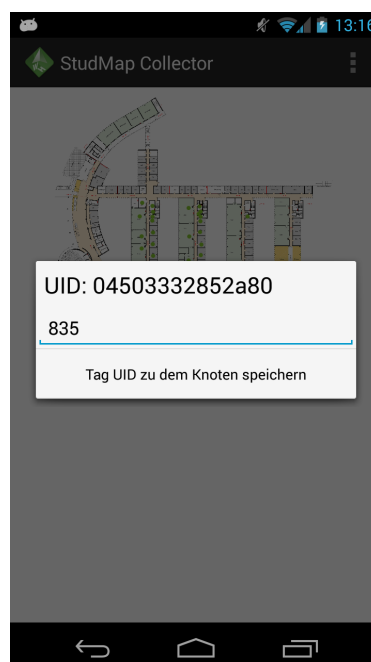 13:16
StudMap Collector
UID: 04503332852a80
835
Tag UID zu dem Knoten speichern